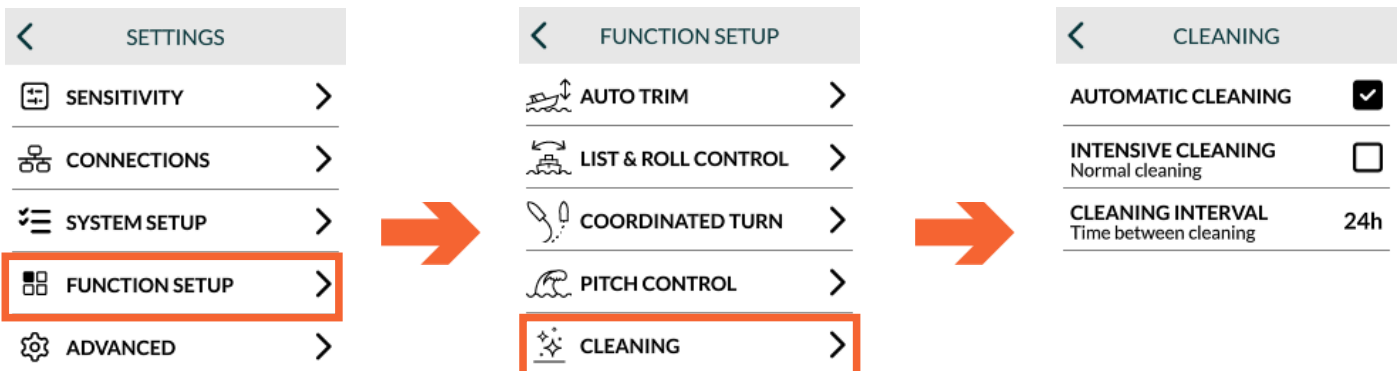 SETTINGS
SENSITIVITY
CONNECTIONS
SYSTEM SETUP
FUNCTION SETUP
ADVANCED
FUNCTION SETUP
AUTO TRIM
LIST & ROLL CONTROL
COORDINATED TURN
PITCH CONTROL
CLEANING
CLEANING
AUTOMATIC CLEANING
INTENSIVE CLEANING
Normal cleaning
CLEANING INTERVAL
Time between cleaning
24h